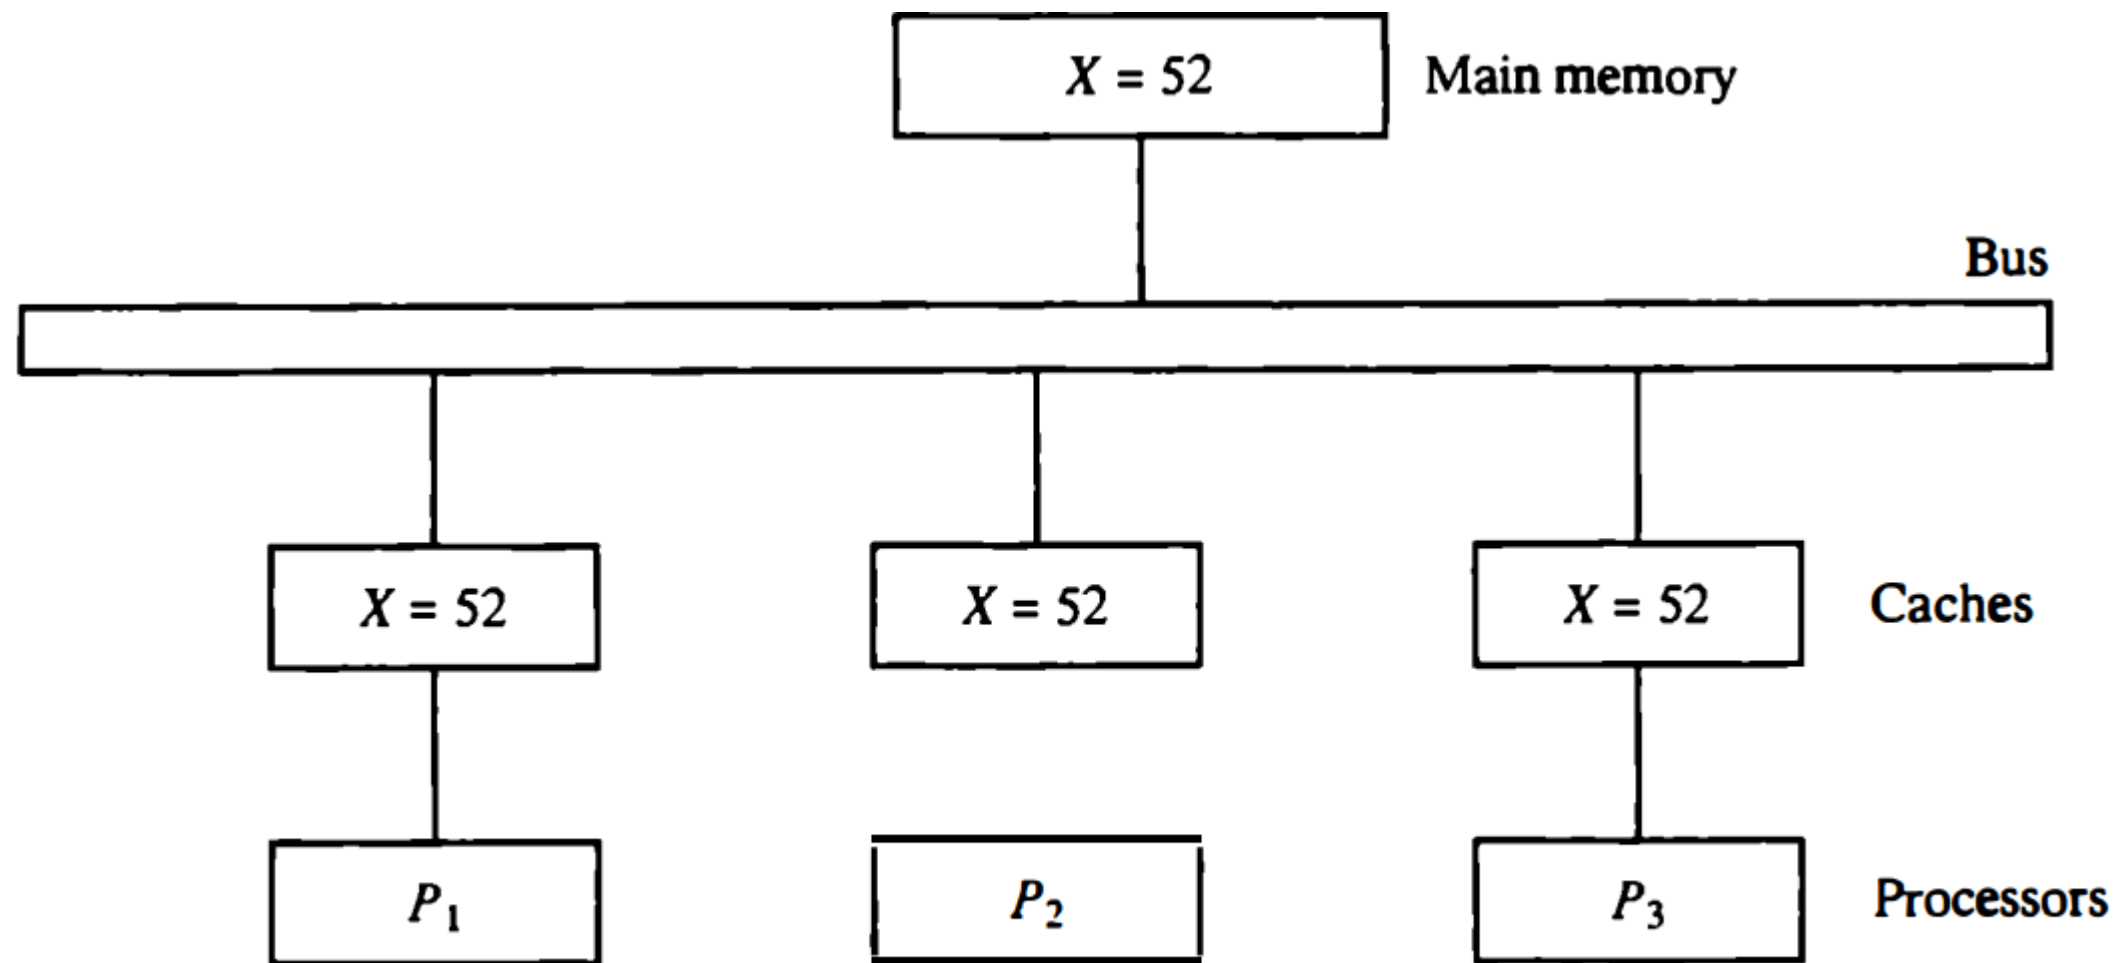 X = 52 Main memory
Bus
X = 52 X = 52 X = 52 Caches
P1 P2 P3 Processors